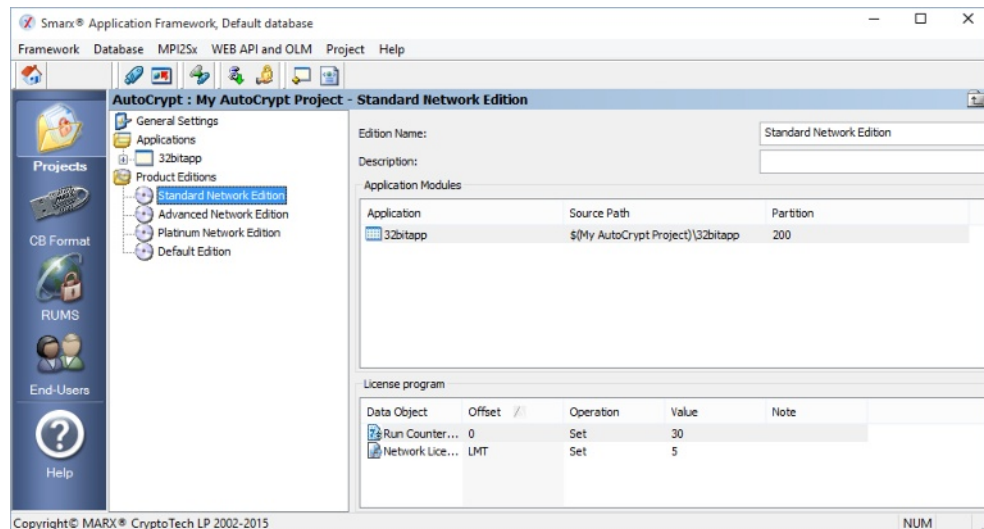 Smarx® Application Framework, Default database
Framework Database MPI2Sx WEB API and OLM Project Help
AutoCrypt : My AutoCrypt Project - Standard Network Edition
Projects
CB Format
RUMS
End-Users
Help
General Settings
Applications
32bitapp
Product Editions
Standard Network Edition
Advanced Network Edition
Platinum Network Edition
Default Edition
Edition Name: Standard Network Edition
Description:
Application Modules
Application Source Path Partition
32bitapp $(My AutoCrypt Project)\32bitapp 200
License program
Data Object Offset / Operation Value Note
Run Counter... 0 Set 30
Network Lice... LMT Set 5
Copyright© MARX® CryptoTech LP 2002-2015 NUM